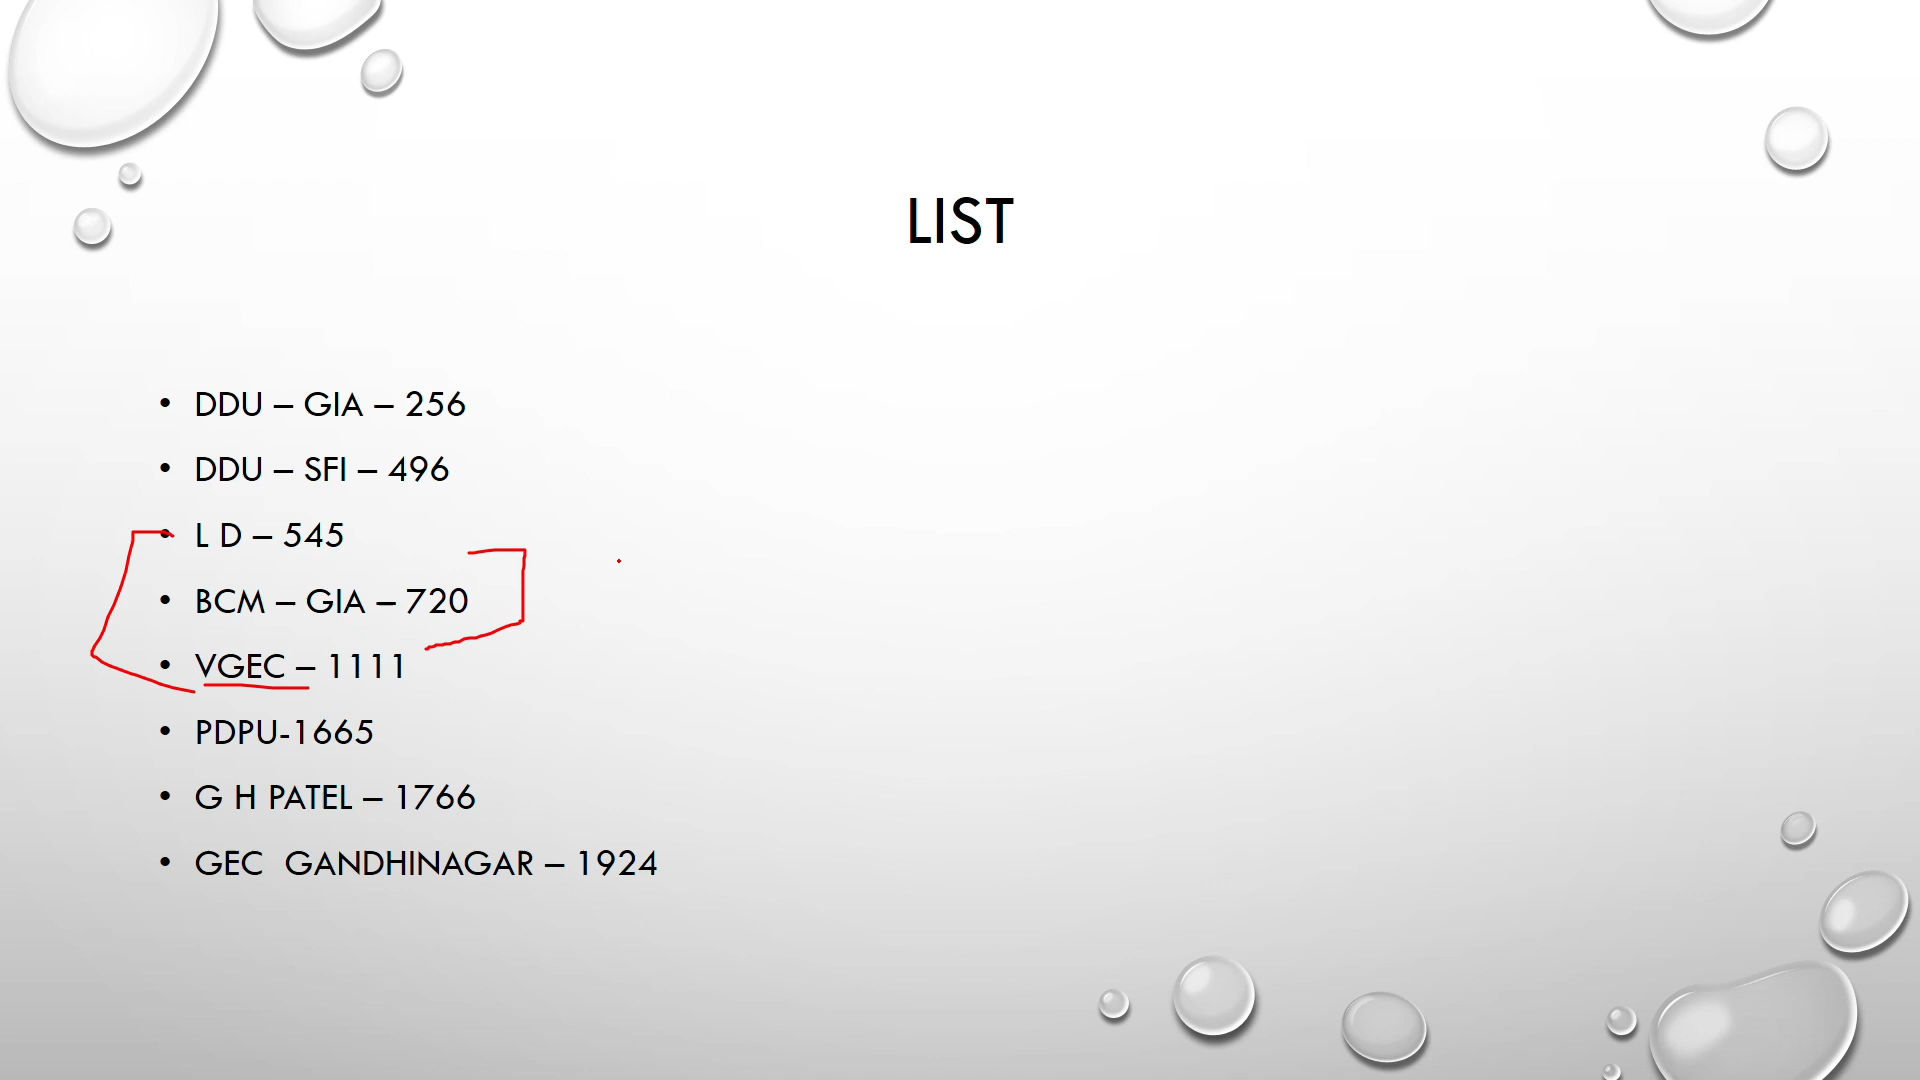 LIST
• DDU – GIA – 256
• DDU – SFI – 496
• L D – 545
• BCM – GIA – 720
• VGEC – 1111
• PDPU-1665
• G H PATEL – 1766
• GEC  GANDHINAGAR – 1924